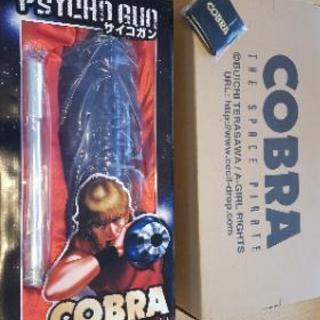 PSYCHO GUN
サイコガン
COBRA
COBRA
COBRA
THE SPACE PIRATE
©BUICHI TERASAWA / A-GIRL RIGHTS
URL: http://www.cecil-drop.com